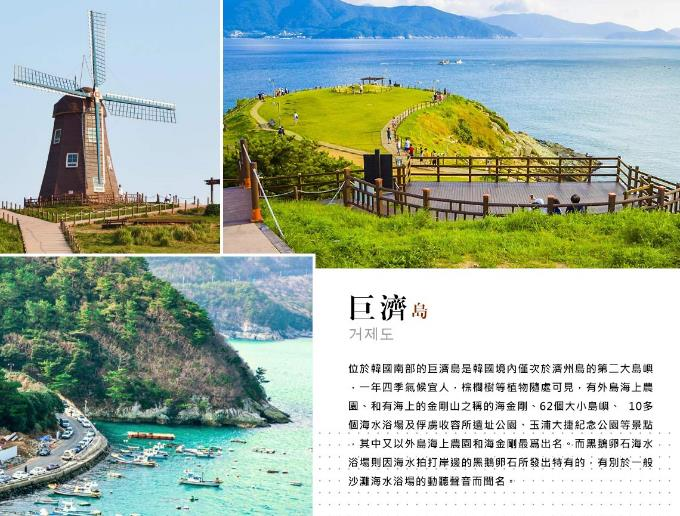 巨濟島
거제도
位於韓國南部的巨濟島是韓國境內僅次於濟州島的第二大島嶼
，一年四季氣候宜人，棕櫚樹等植物隨處可見，有外島海上農
園、和有海上的金剛山之稱的海金剛、62個大小島嶼、 10多
個海水浴場及俘虜收容所遺址公園、玉浦大捷紀念公園等景點
，其中又以外島海上農園和海金剛最為出名。而黑鵝卵石海水
浴場則因海水拍打岸邊的黑鵝卵石所發出特有的，有別於一般
沙灘海水浴場的動聽聲音而聞名。